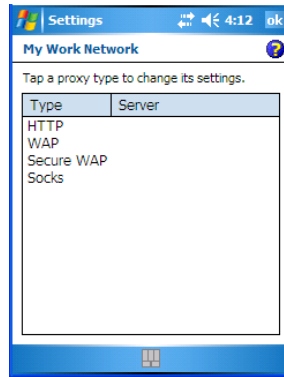 Settings 4:12 ok
My Work Network ?
Tap a proxy type to change its settings.
Type Server
HTTP
WAP
Secure WAP
Socks